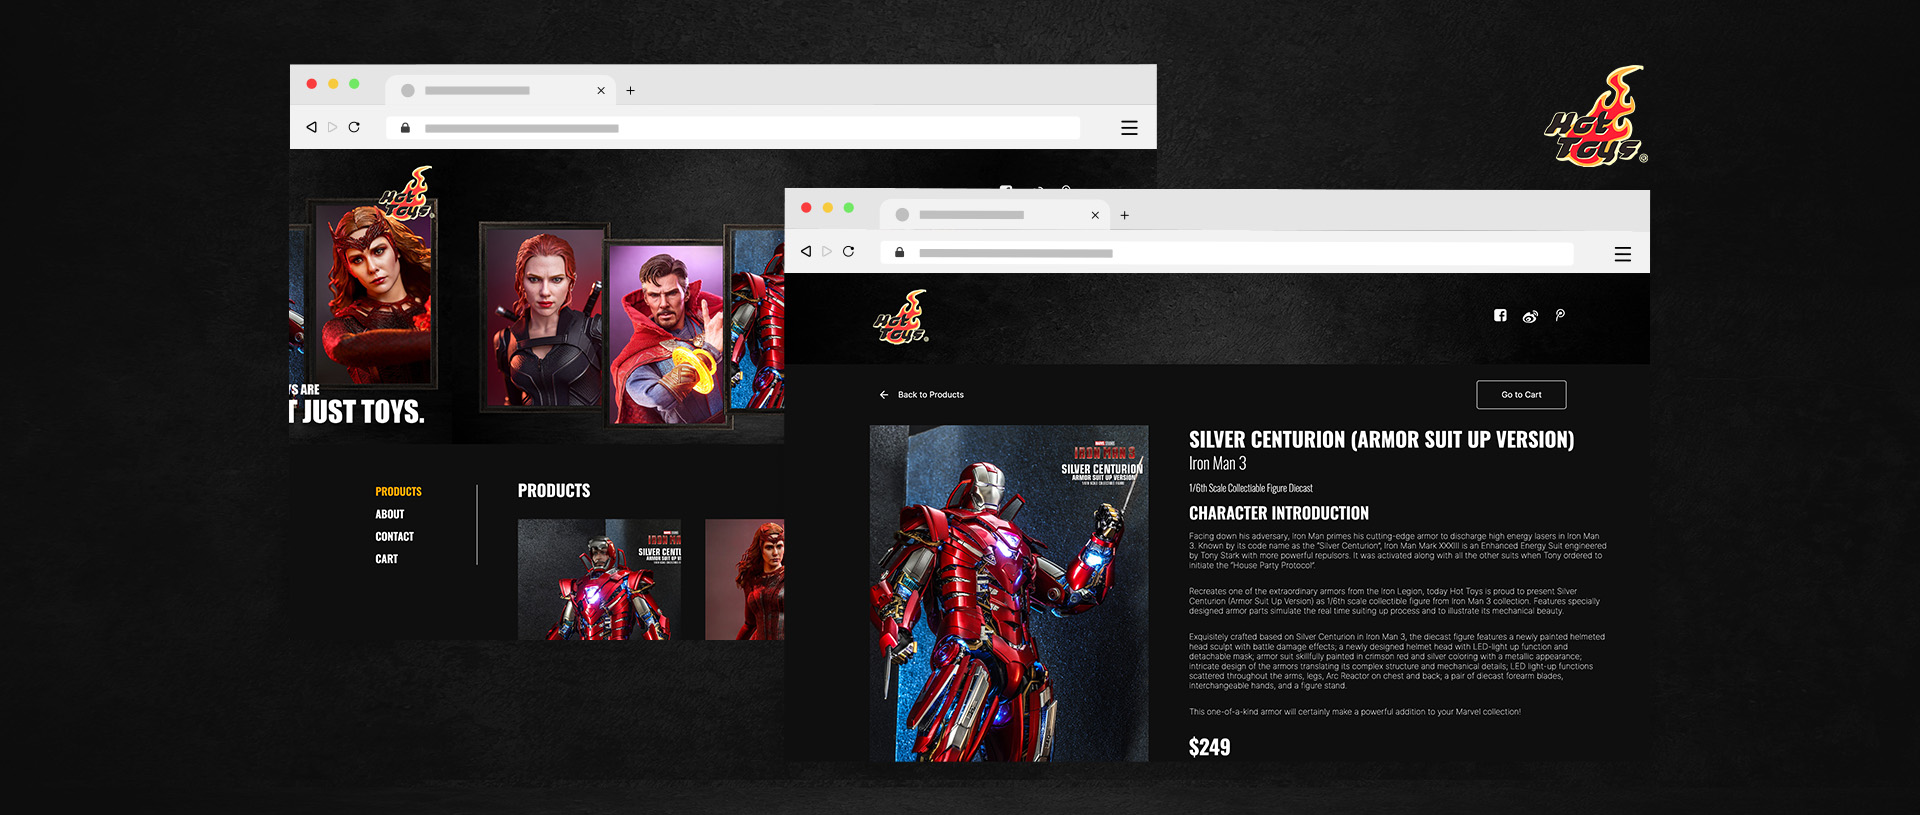 Hot
Toys
®
Hot
Toys
YS ARE
T JUST TOYS.
PRODUCTS
ABOUT
CONTACT
CART
PRODUCTS
SILVER CENTU
Hot
Toys
Back to Products
Go to Cart
MARVEL STUDIOS
IRON MAN 3
SILVER CENTURION
ARMOR SUIT UP VERSION
SILVER CENTURION (ARMOR SUIT UP VERSION)
Iron Man 3
1/6th Scale Collectiable Figure Diecast
CHARACTER INTRODUCTION
Facing down his adversary, Iron Man primes his cutting-edge armor to discharge high energy lasers in Iron Man
3. Known by its code name as the “Silver Centurion”, Iron Man Mark XXXIII is an Enhanced Energy Suit engineered
by Tony Stark with more powerful repulsors. It was activated along with all the other suits when Tony ordered to
initiate the “House Party Protocol”.
Recreates one of the extraordinary armors from the Iron Legion, today Hot Toys is proud to present Silver
Centurion (Armor Suit Up Version) as 1/6th scale collectible figure from Iron Man 3 collection. Features specially
designed armor parts simulate the real time suiting up process and to illustrate its mechanical beauty.
Exquisitely crafted based on Silver Centurion in Iron Man 3, the diecast figure features a newly painted helmeted
head sculpt with battle damage effects; a newly designed helmet head with LED-light up function and
detachable mask; armor suit skillfully painted in crimson red and silver coloring with a metallic appearance;
intricate design of the armors translating its complex structure and mechanical details; LED light-up functions
scattered throughout the arms, legs, Arc Reactor on chest and back; a pair of diecast forearm blades,
interchangeable hands, and a figure stand.
This one-of-a-kind armor will certainly make a powerful addition to your Marvel collection!
$249